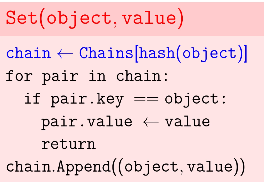 Set(object, value)
chain ← Chains[hash(object)]
for pair in chain:
if pair.key == object:
pair.value ← value
return
chain.Append((object, value))